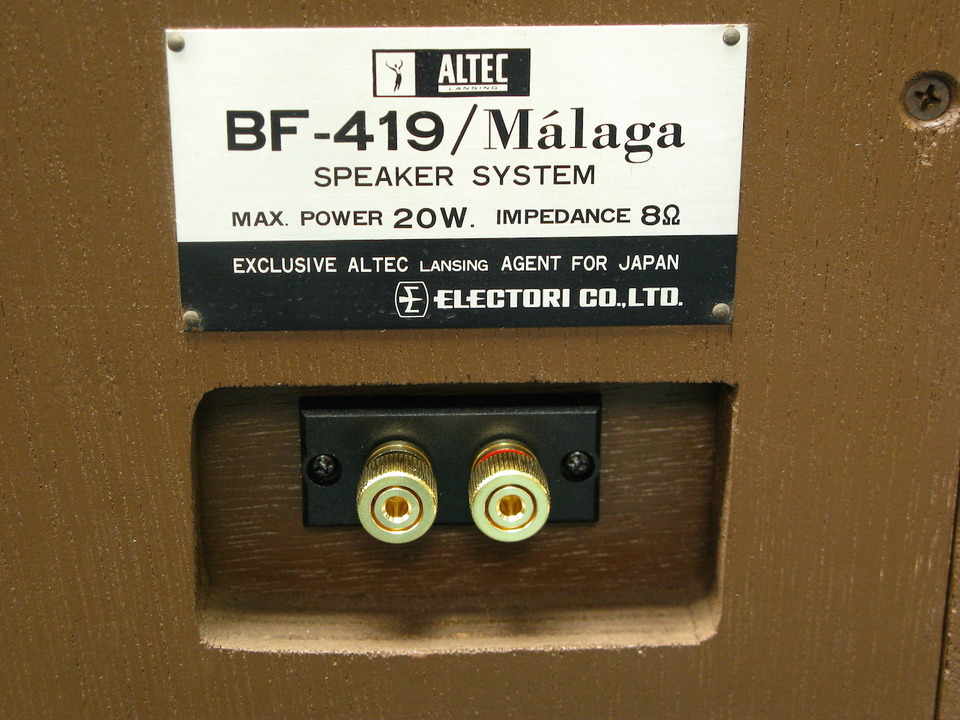 ALTEC
LANSING
BF-419/Málaga
SPEAKER SYSTEM
MAX. POWER 20W. IMPEDANCE 8Ω
EXCLUSIVE ALTEC LANSING AGENT FOR JAPAN
ELECTORI CO.,LTD.